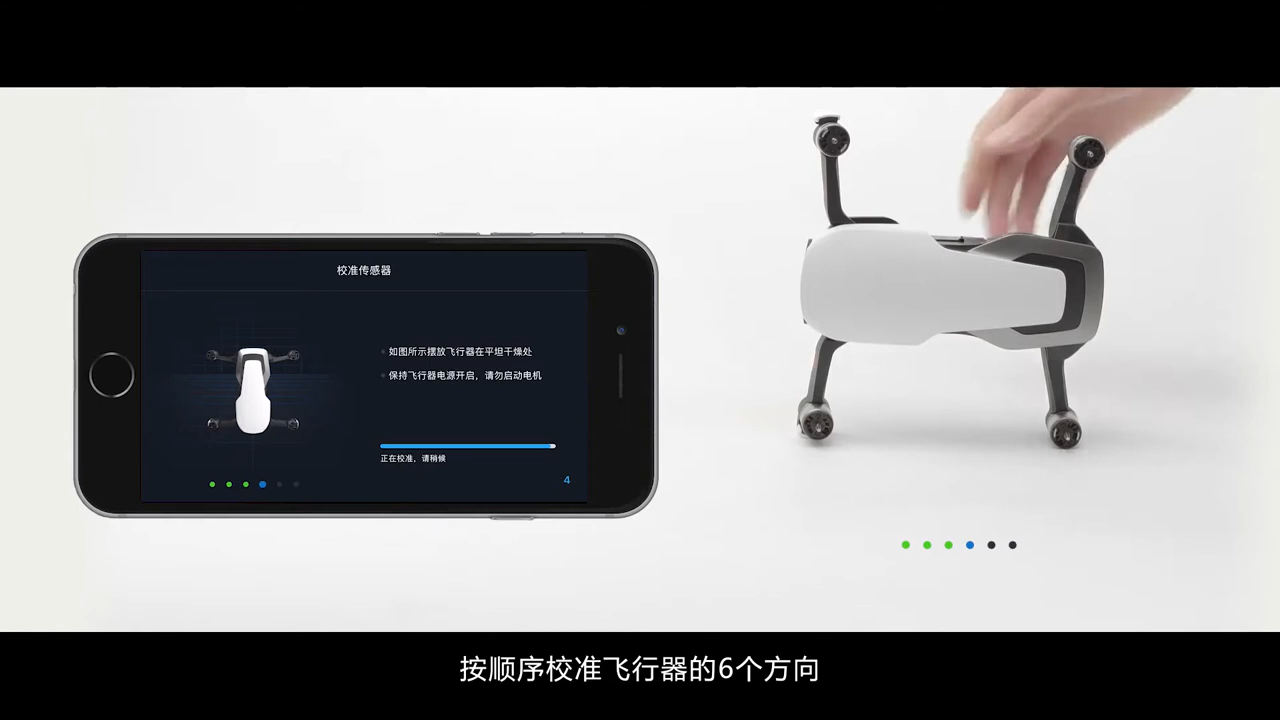 校准传感器
如图所示摆放飞行器在平坦干燥处
保持飞行器电源开启，请勿启动电机
正在校准，请稍候
4
按顺序校准飞行器的6个方向